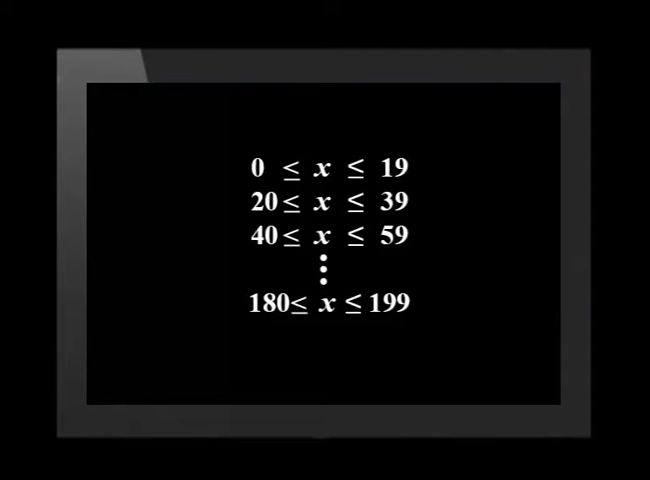 0 ≤ x ≤ 19
20 ≤ x ≤ 39
40 ≤ x ≤ 59
⋮
180 ≤ x ≤ 199